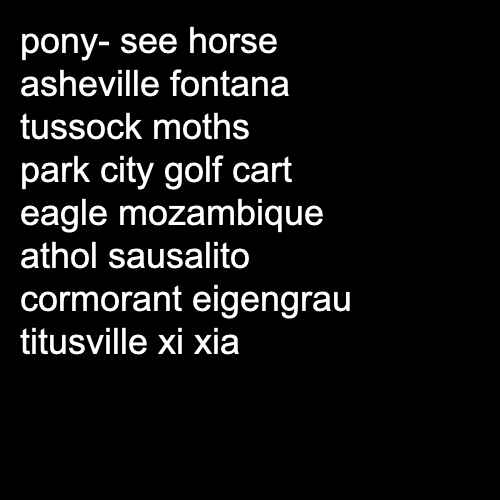 pony- see horse
asheville fontana
tussock moths
park city golf cart
eagle mozambique
athol sausalito
cormorant eigengrau
titusville xi xia